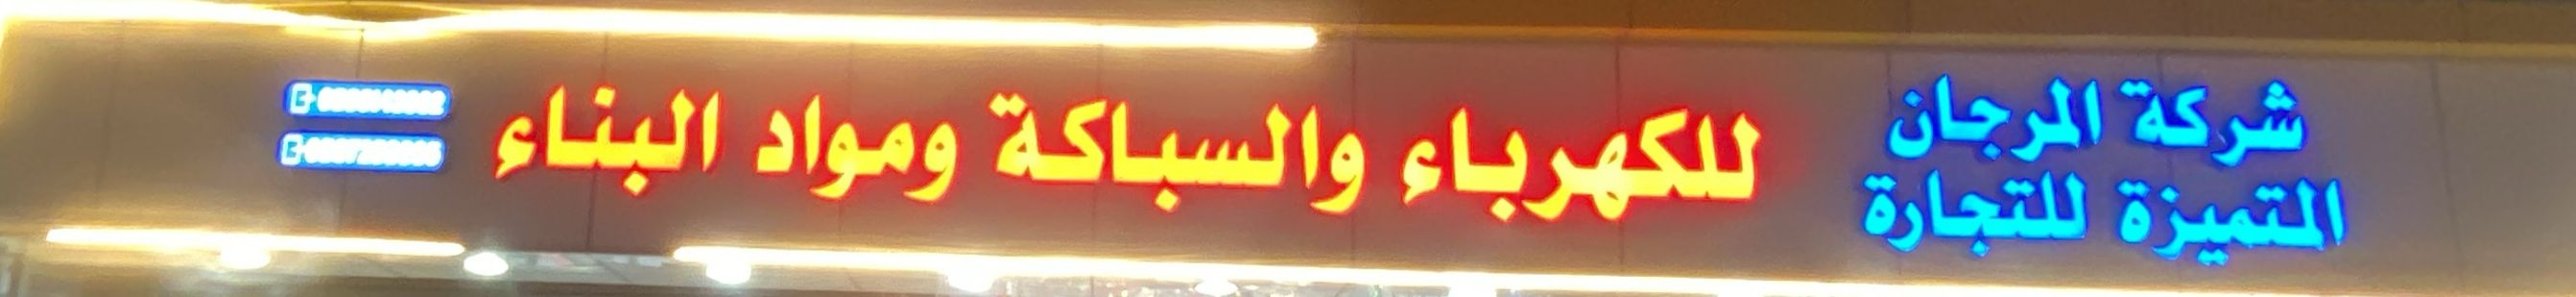 شركة المرجان
المتميزة للتجارة
للكهرباء والسباكة ومواد البناء